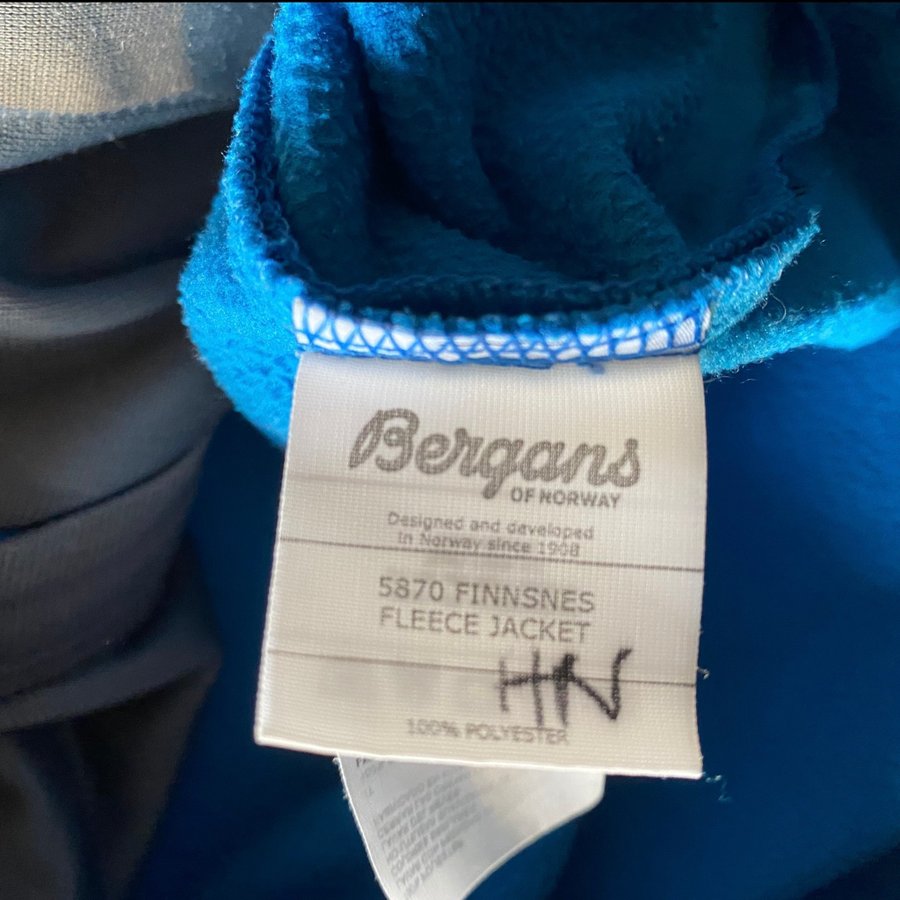 Bergans
OF NORWAY
Designed and developed
in Norway since 1908
5870 FINNSNES
FLEECE JACKET
HN
100% POLYESTER